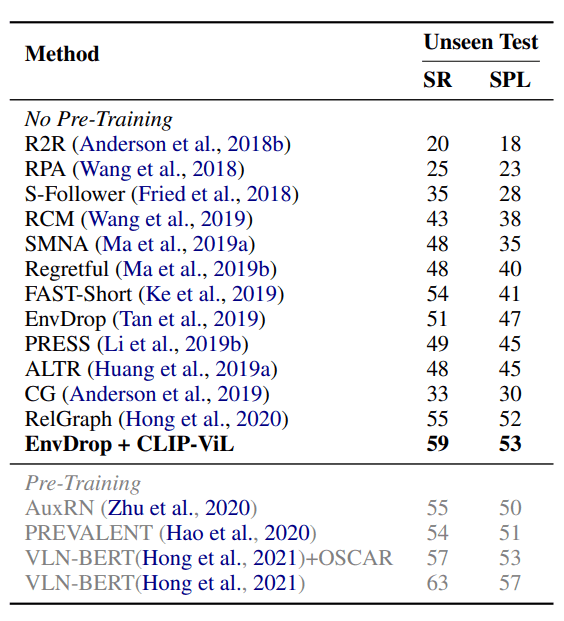 Method Unseen Test
SR SPL
No Pre-Training
R2R (Anderson et al., 2018b) 20 18
RPA (Wang et al., 2018) 25 23
S-Follower (Fried et al., 2018) 35 28
RCM (Wang et al., 2019) 43 38
SMNA (Ma et al., 2019a) 48 35
Regretful (Ma et al., 2019b) 48 40
FAST-Short (Ke et al., 2019) 54 41
EnvDrop (Tan et al., 2019) 51 47
PRESS (Li et al., 2019b) 49 45
ALTR (Huang et al., 2019a) 48 45
CG (Anderson et al., 2019) 33 30
RelGraph (Hong et al., 2020) 55 52
EnvDrop + CLIP-ViL 59 53
Pre-Training
AuxRN (Zhu et al., 2020) 55 50
PREVALENT (Hao et al., 2020) 54 51
VLN-BERT(Hong et al., 2021)+OSCAR 57 53
VLN-BERT(Hong et al., 2021) 63 57